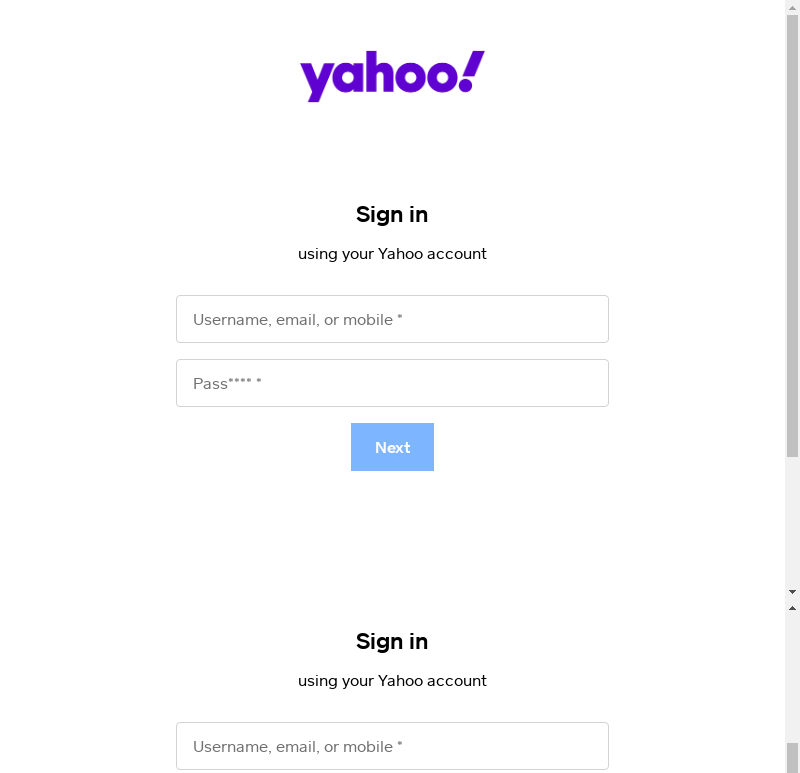 yahoo!
Sign in
using your Yahoo account
Username, email, or mobile *
Pass**** *
Next
Sign in
using your Yahoo account
Username, email, or mobile *